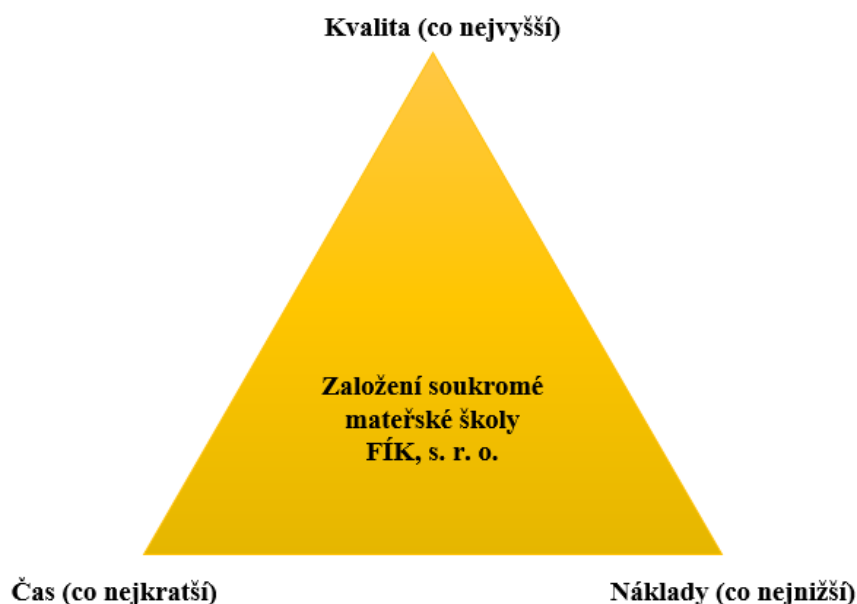 Kvalita (co nejvyšší)
Založení soukromé
mateřské školy
FÍK, s. r. o.
Čas (co nejkratší)
Náklady (co nejnižší)